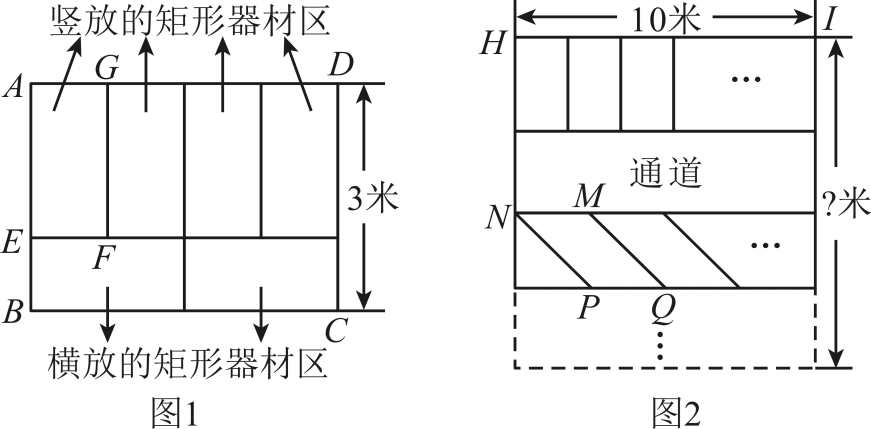 竖放的矩形器材区
A G D
3米
E F
B C
横放的矩形器材区
图1
10米
H I
…
通道
N M
?米
…
P Q
⋮
图2